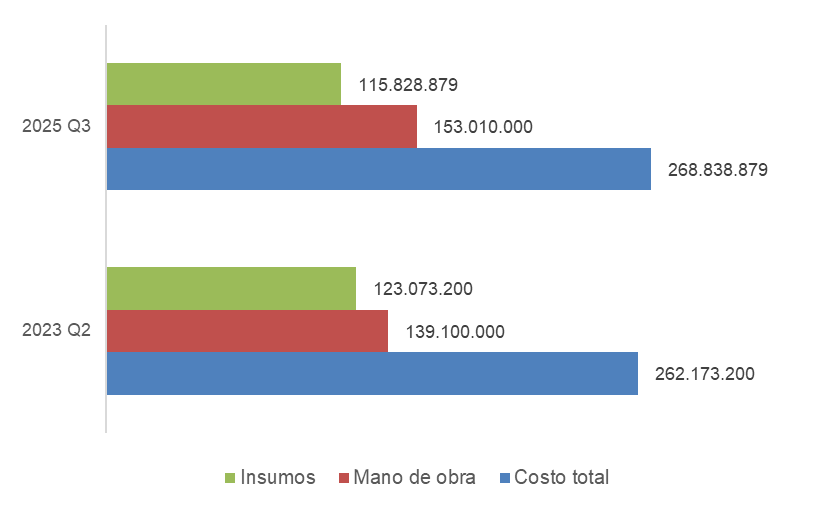 115.828.879
2025 Q3
153.010.000
268.838.879
123.073.200
2023 Q2
139.100.000
262.173.200
Insumos Mano de obra Costo total